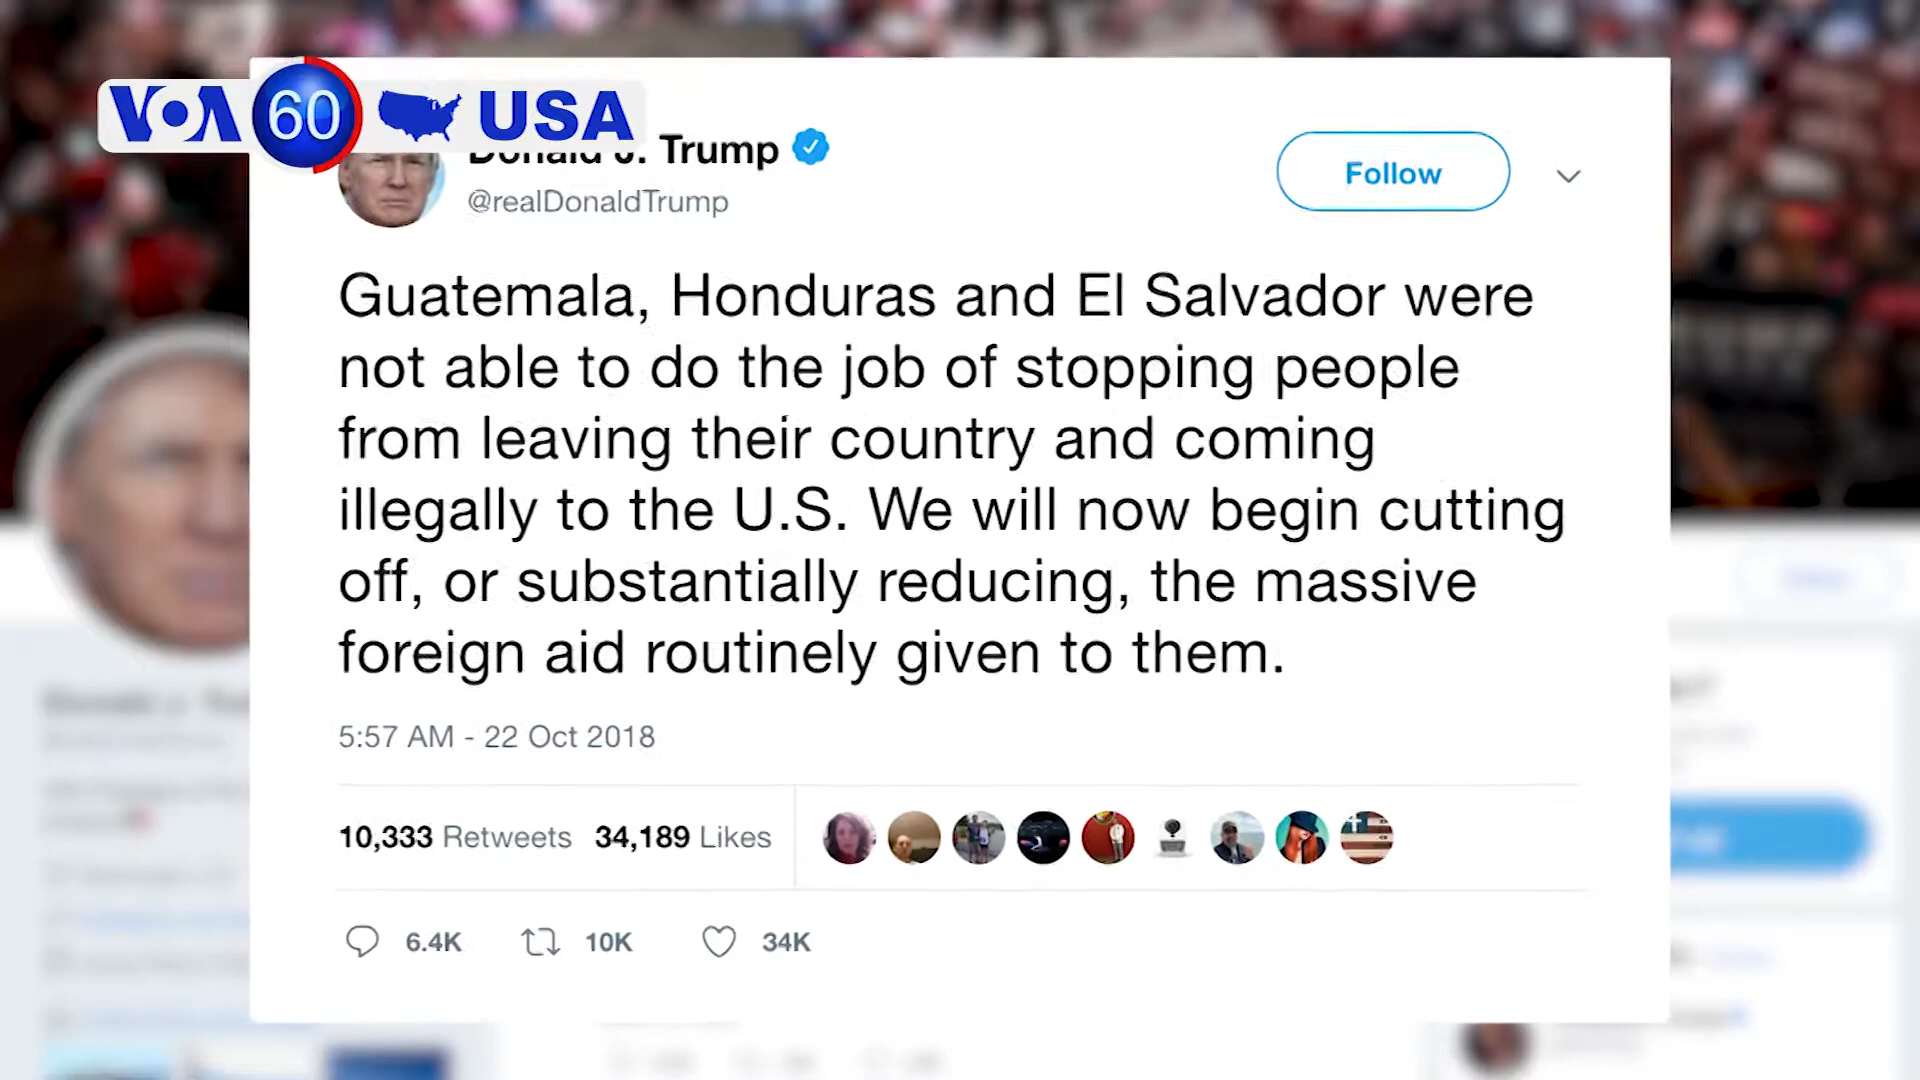 VOA 60 USA
Donald J. Trump
@realDonaldTrump
Follow
Guatemala, Honduras and El Salvador were
not able to do the job of stopping people
from leaving their country and coming
illegally to the U.S. We will now begin cutting
off, or substantially reducing, the massive
foreign aid routinely given to them.
5:57 AM - 22 Oct 2018
10,333 Retweets 34,189 Likes
6.4K 10K 34K